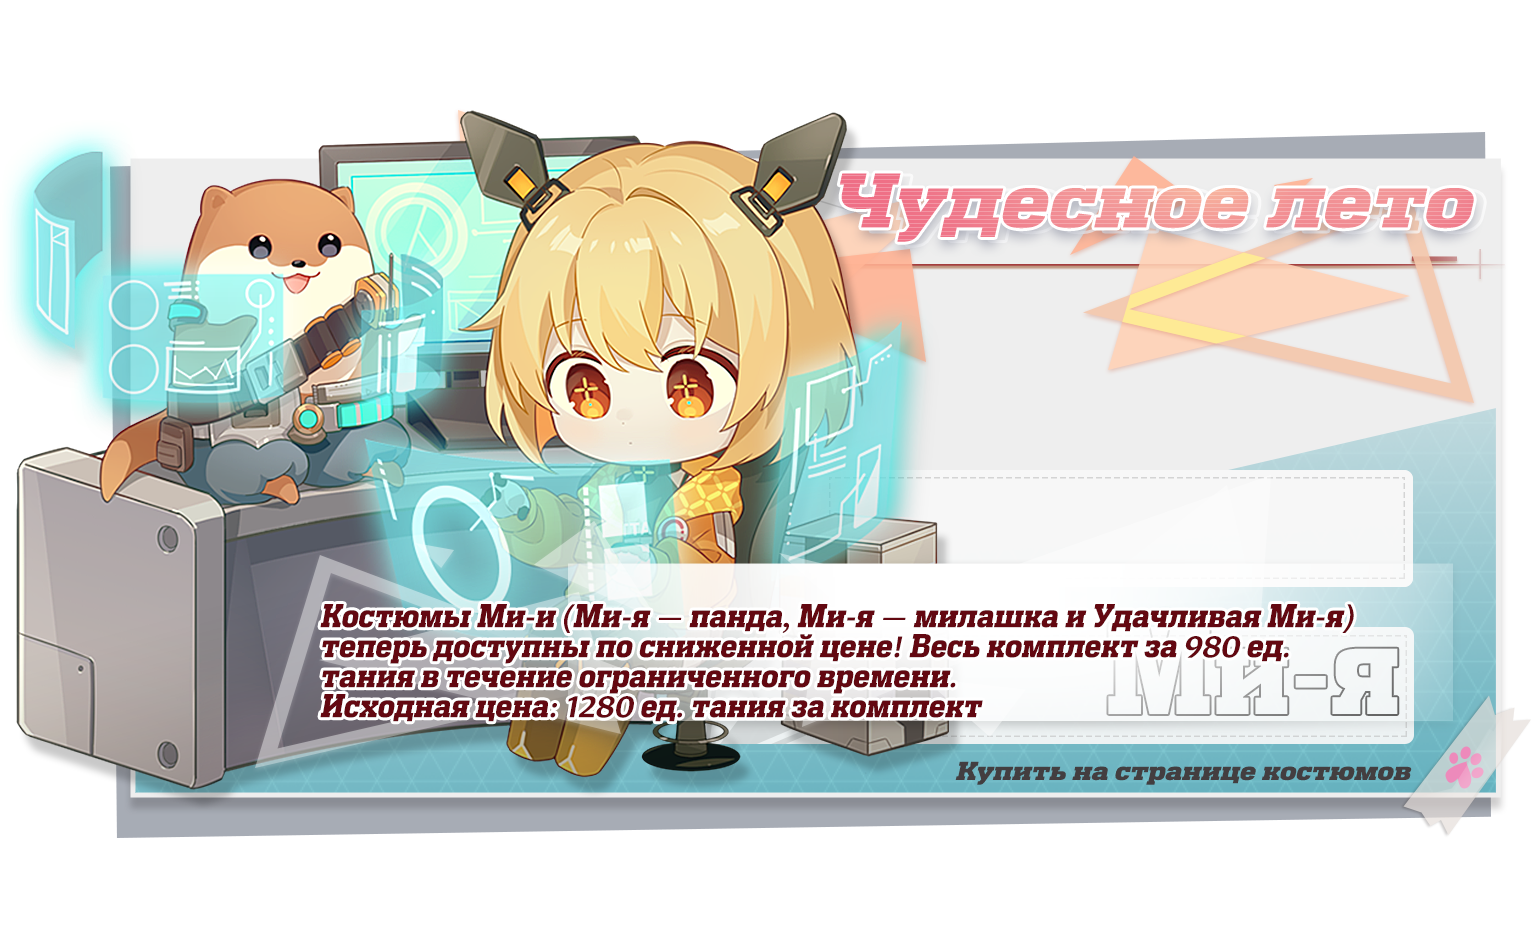 Чудесное лето
Костюмы Ми-и (Ми-я — панда, Ми-я — милашка и Удачливая Ми-я)
теперь доступны по сниженной цене! Весь комплект за 980 ед.
тания в течение ограниченного времени.
Исходная цена: 1280 ед. тания за комплект
Ми-я
Купить на странице костюмов